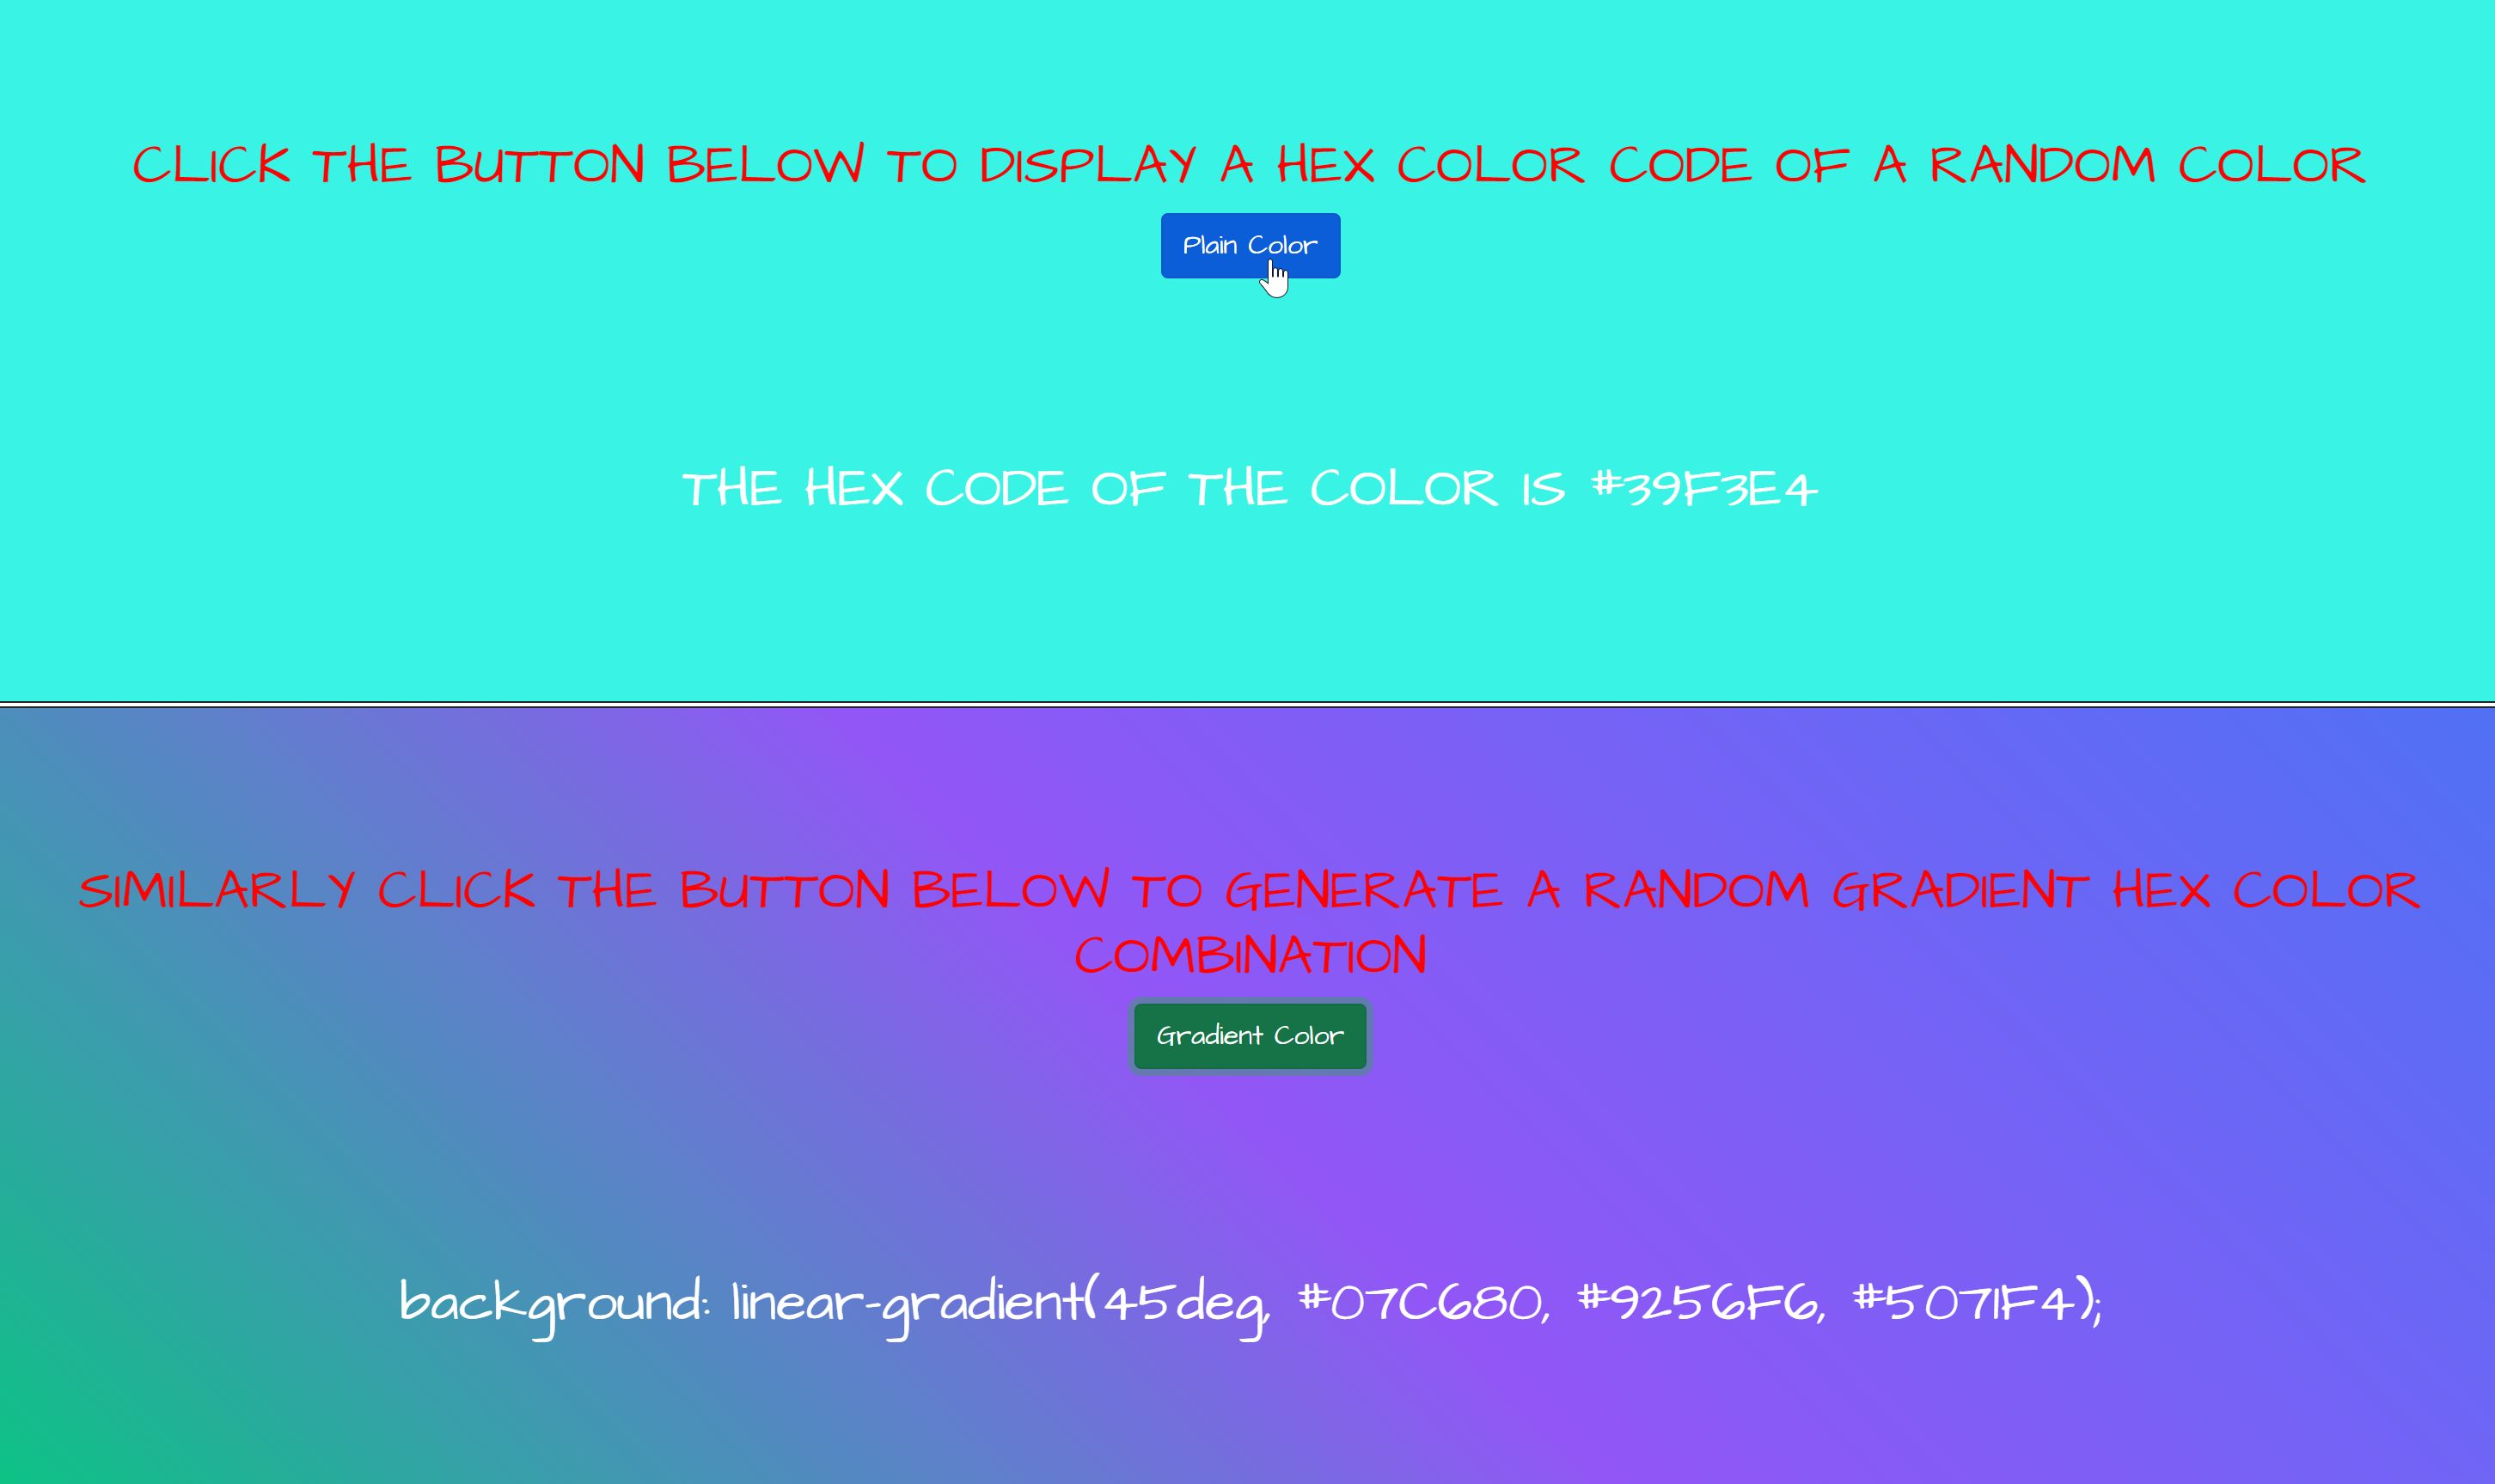 CLICK THE BUTTON BELOW TO DISPLAY A HEX COLOR CODE OF A RANDOM COLOR
Plain Color
THE HEX CODE OF THE COLOR IS #39F3E4
SIMILARLY CLICK THE BUTTON BELOW TO GENERATE A RANDOM GRADIENT HEX COLOR
COMBINATION
Gradient Color
background: linear-gradient(45deg, #07C680, #9256F6, #5071F4);